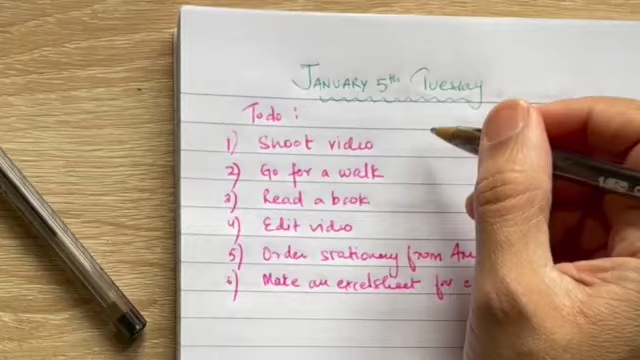 January 5th Tuesday
Todo :
1) Shoot video
2) Go for a walk
3) Read a book
4) Edit video
5) Order stationary from
6) Make an excelsheet for